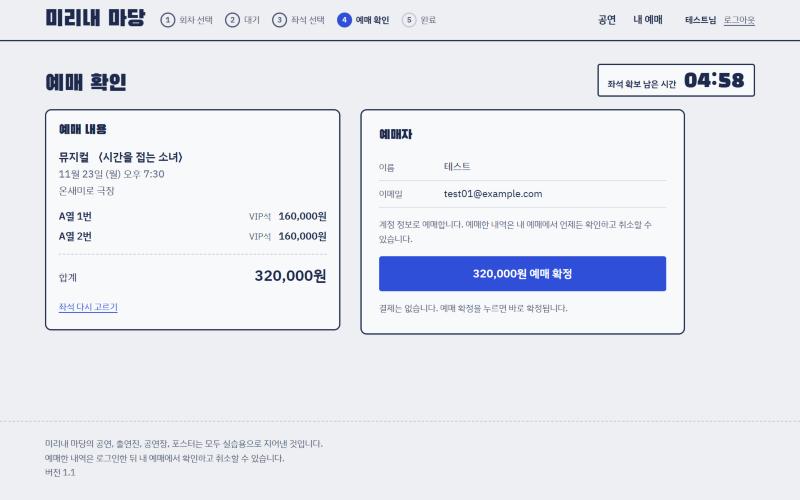 미리내 마당
1 회차 선택 2 대기 3 좌석 선택 4 예매 확인 5 완료
공연 내 예매 테스트님 로그아웃
예매 확인
좌석 확보 남은 시간 04:58
예매 내용
뮤지컬 〈시간을 접는 소녀〉
11월 23일 (월) 오후 7:30
온새미로 극장
A열 1번 VIP석 160,000원
A열 2번 VIP석 160,000원
합계 320,000원
좌석 다시 고르기
예매자
이름 테스트
이메일 test01@example.com
계정 정보로 예매합니다. 예매한 내역은 내 예매에서 언제든 확인하고 취소할 수
있습니다.
320,000원 예매 확정
결제는 없습니다. 예매 확정을 누르면 바로 확정됩니다.
미리내 마당의 공연, 출연진, 공연장, 포스터는 모두 실습용으로 지어낸 것입니다.
예매한 내역은 로그인한 뒤 내 예매에서 확인하고 취소할 수 있습니다.
버전 1.1